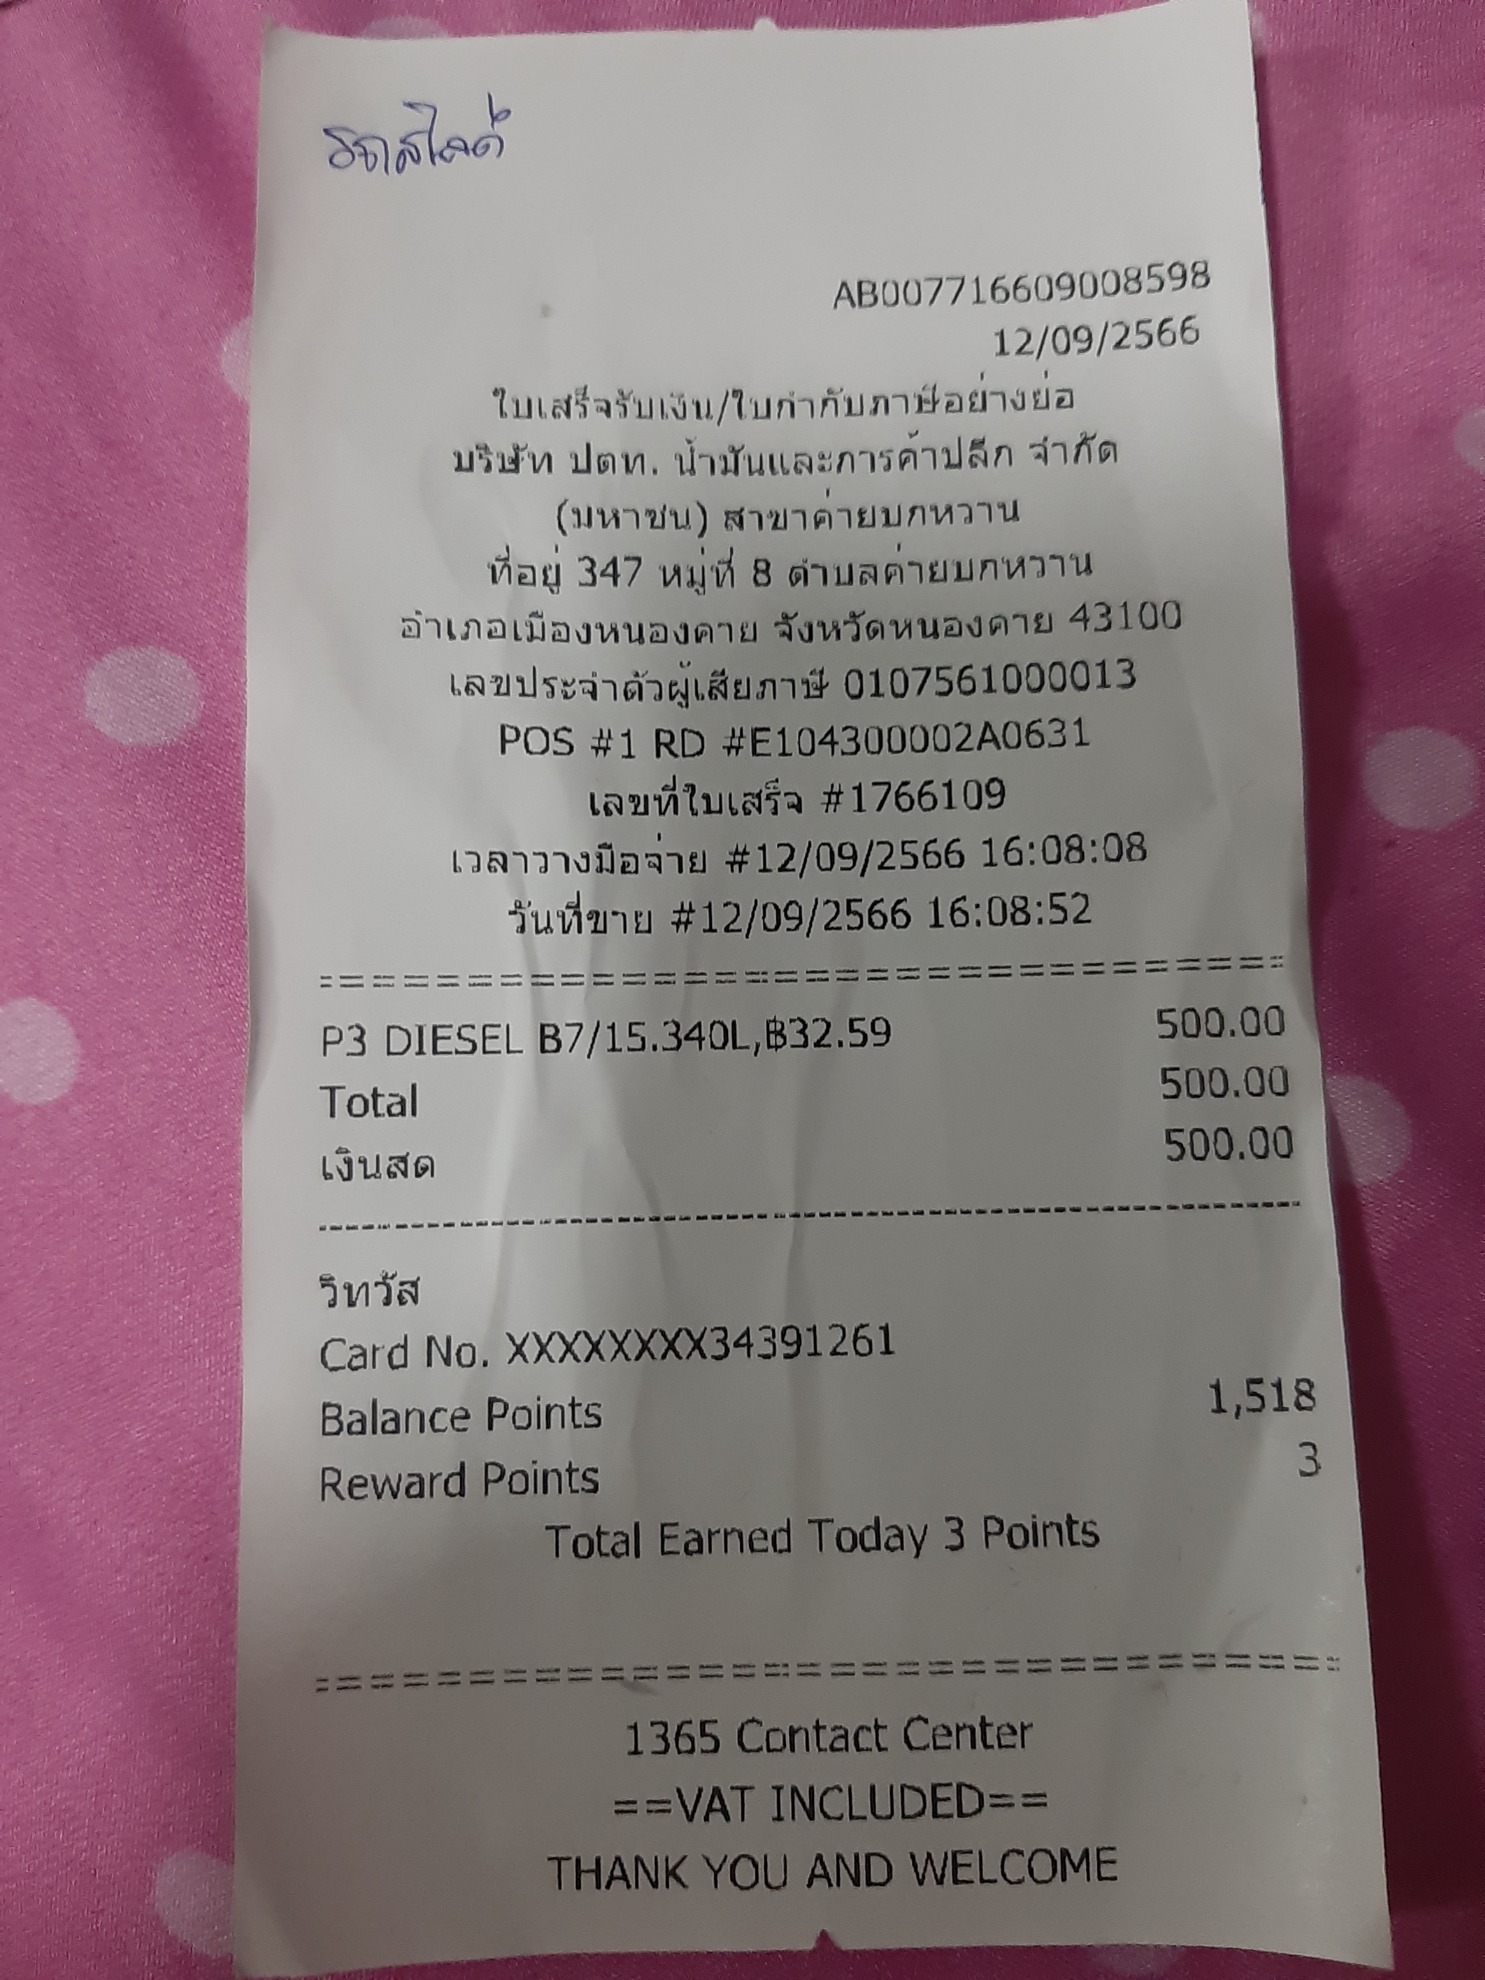 รถสไลด์
AB007716609008598
12/09/2566
ใบเสร็จรับเงิน/ใบกำกับภาษีอย่างย่อ
บริษัท ปตท. น้ำมันและการค้าปลีก จำกัด
(มหาชน) สาขาค่ายบกหวาน
ที่อยู่ 347 หมู่ที่ 8 ตำบลค่ายบกหวาน
อำเภอเมืองหนองคาย จังหวัดหนองคาย 43100
เลขประจำตัวผู้เสียภาษี 0107561000013
POS #1 RD #E104300002A0631
เลขที่ใบเสร็จ #1766109
เวลาวางมือจ่าย #12/09/2566 16:08:08
วันที่ขาย #12/09/2566 16:08:52
P3 DIESEL B7/15.340L,฿32.59 500.00
Total 500.00
เงินสด 500.00
วิทวัส
Card No. XXXXXXXX34391261
Balance Points 1,518
Reward Points 3
Total Earned Today 3 Points
1365 Contact Center
==VAT INCLUDED==
THANK YOU AND WELCOME